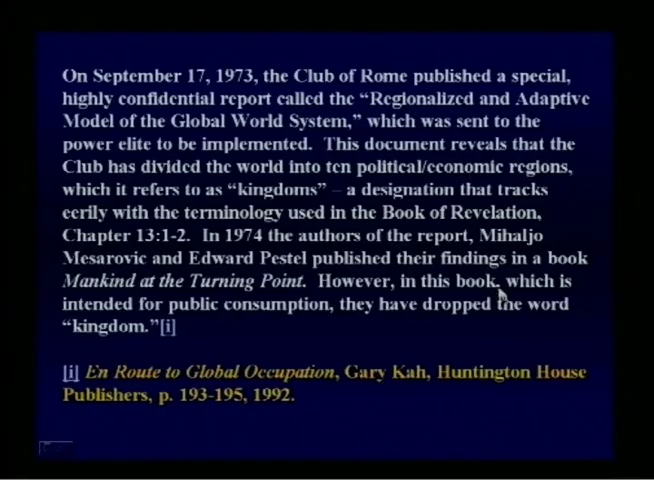 On September 17, 1973, the Club of Rome published a special,
highly confidential report called the “Regionalized and Adaptive
Model of the Global World System,” which was sent to the
power elite to be implemented.  This document reveals that the
Club has divided the world into ten political/economic regions,
which it refers to as “kingdoms” – a designation that tracks
eerily with the terminology used in the Book of Revelation,
Chapter 13:1-2.  In 1974 the authors of the report, Mihaljo
Mesarovic and Edward Pestel published their findings in a book
Mankind at the Turning Point.  However, in this book, which is
intended for public consumption, they have dropped the word
“kingdom.”[i]
[i] En Route to Global Occupation, Gary Kah, Huntington House
Publishers, p. 193-195, 1992.